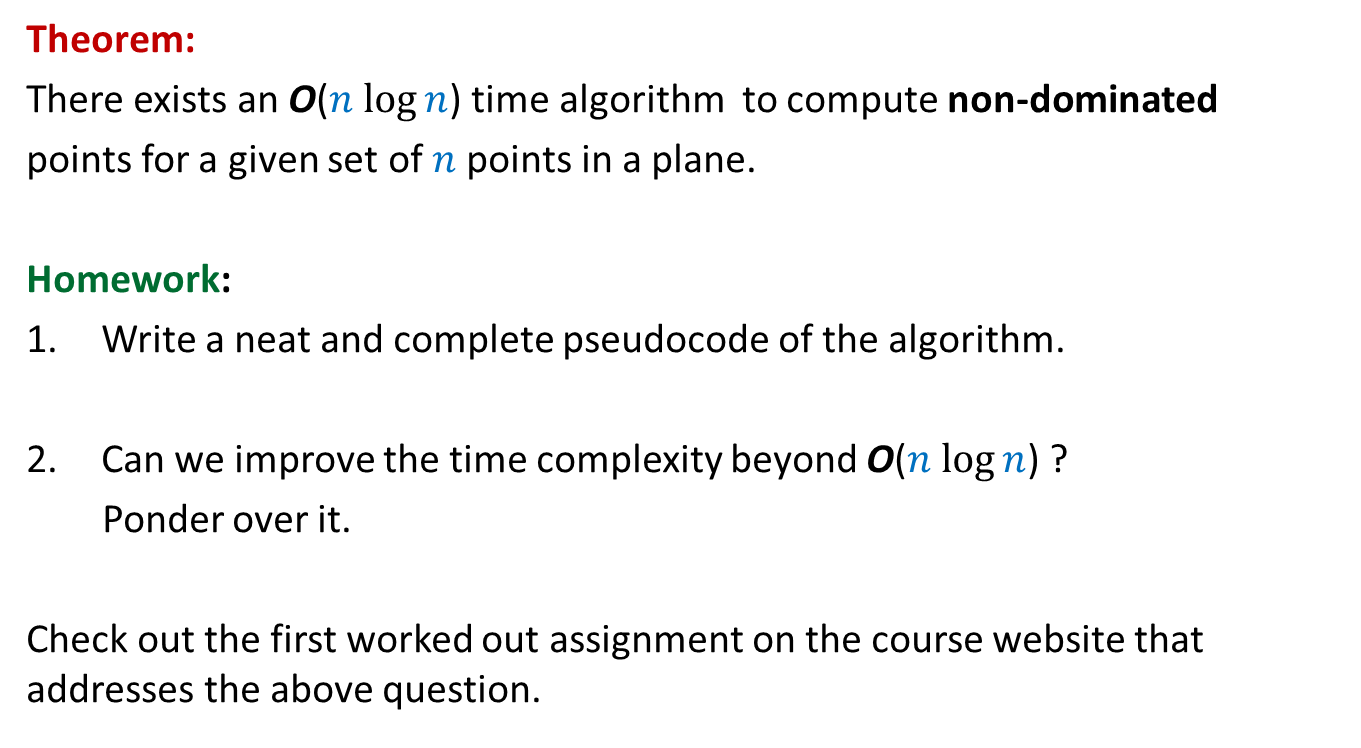 Theorem:
There exists an O(n log n) time algorithm to compute non-dominated
points for a given set of n points in a plane.
Homework:
1. Write a neat and complete pseudocode of the algorithm.
2. Can we improve the time complexity beyond O(n log n) ?
Ponder over it.
Check out the first worked out assignment on the course website that
addresses the above question.